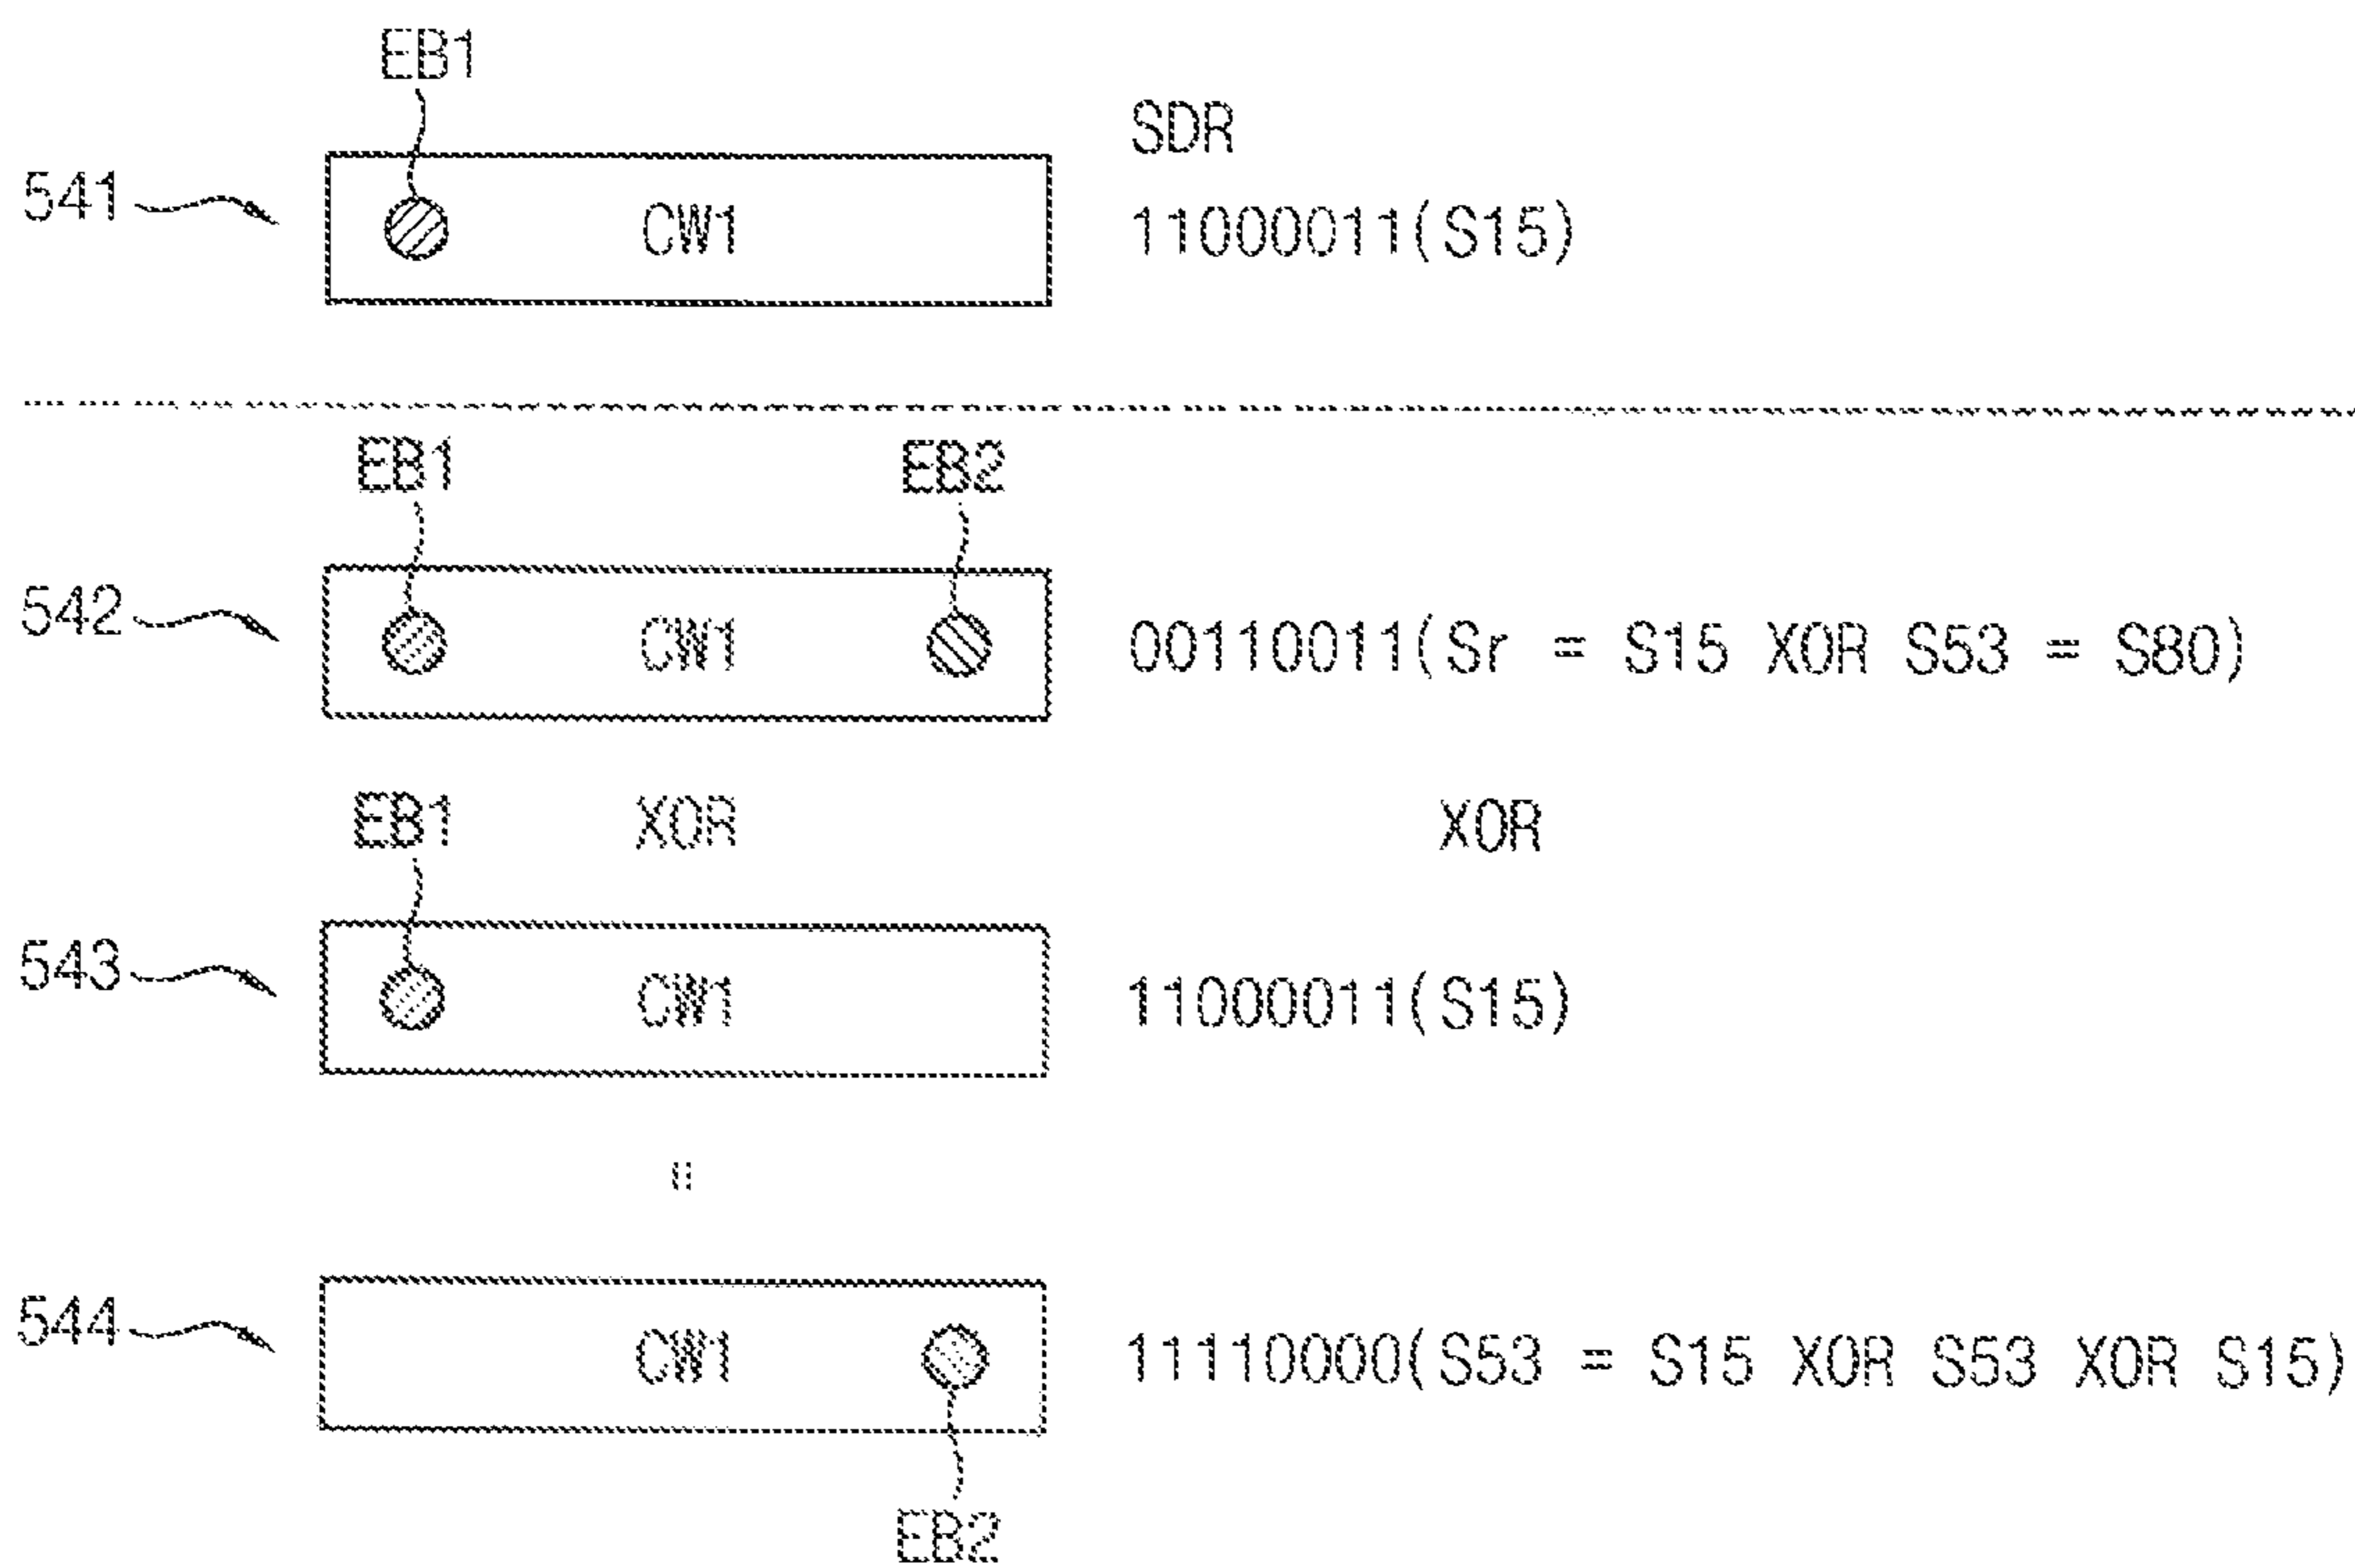 EB1
SDR
541 CW1 11000011(S15)
EB1 EB2
542 CW1 00110011(Sr = S15 XOR S53 = S80)
EB1 XOR XOR
543 CW1 11000011(S15)
=
544 CW1 11110000(S53 = S15 XOR S53 XOR S15)
EB2